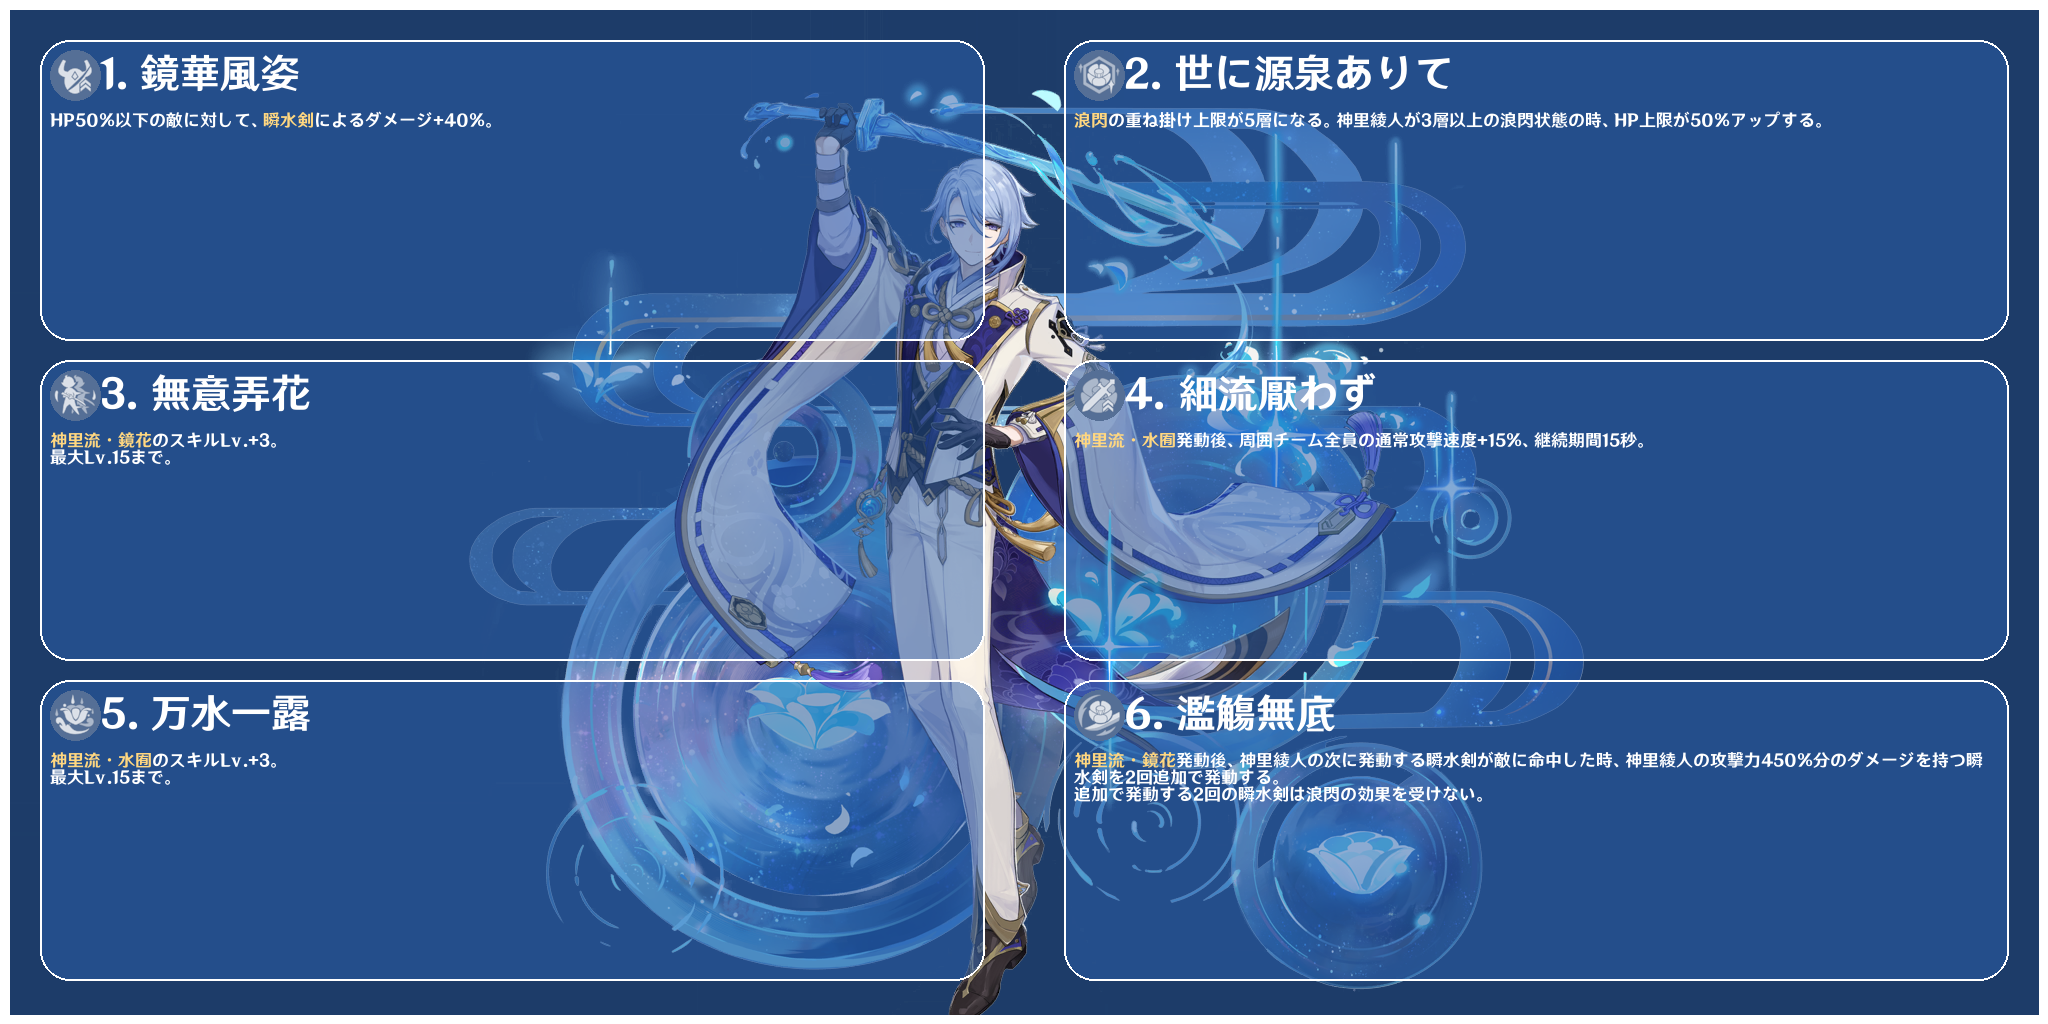 1. 鏡華風姿
HP50%以下の敵に対して、瞬水剣によるダメージ+40%。
2. 世に源泉ありて
浪閃の重ね掛け上限が5層になる。神里綾人が3層以上の浪閃状態の時、HP上限が50%アップする。
3. 無意弄花
神里流・鏡花のスキルLv.+3。
最大Lv.15まで。
4. 細流厭わず
神里流・水囿発動後、周囲チーム全員の通常攻撃速度+15%、継続期間15秒。
5. 万水一露
神里流・水囿のスキルLv.+3。
最大Lv.15まで。
6. 濫觴無底
神里流・鏡花発動後、神里綾人の次に発動する瞬水剣が敵に命中した時、神里綾人の攻撃力450%分のダメージを持つ瞬
水剣を2回追加で発動する。
追加で発動する2回の瞬水剣は浪閃の効果を受けない。